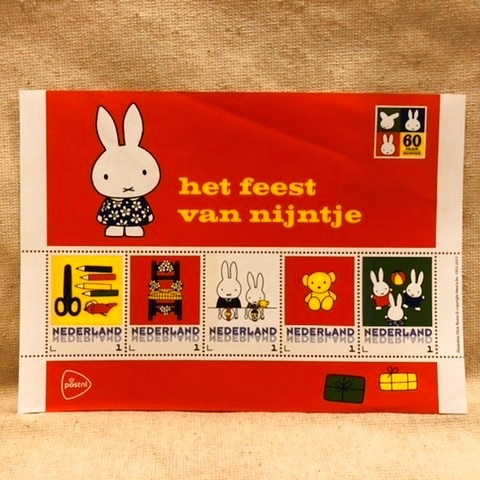 60
JAAR
het feest
van nijntje
NEDERLAND
1
NEDERLAND
1
NEDERLAND
1
NEDERLAND
1
NEDERLAND
1
postnl